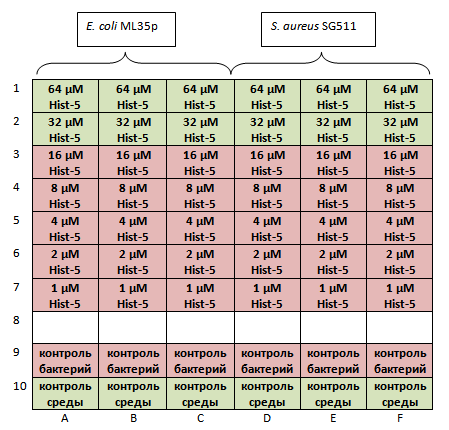 E. coli ML35p S. aureus SG511
1 64 µM 64 µM 64 µM 64 µM 64 µM 64 µM
Hist-5 Hist-5 Hist-5 Hist-5 Hist-5 Hist-5
2 32 µM 32 µM 32 µM 32 µM 32 µM 32 µM
Hist-5 Hist-5 Hist-5 Hist-5 Hist-5 Hist-5
3 16 µM 16 µM 16 µM 16 µM 16 µM 16 µM
Hist-5 Hist-5 Hist-5 Hist-5 Hist-5 Hist-5
4 8 µM 8 µM 8 µM 8 µM 8 µM 8 µM
Hist-5 Hist-5 Hist-5 Hist-5 Hist-5 Hist-5
5 4 µM 4 µM 4 µM 4 µM 4 µM 4 µM
Hist-5 Hist-5 Hist-5 Hist-5 Hist-5 Hist-5
6 2 µM 2 µM 2 µM 2 µM 2 µM 2 µM
Hist-5 Hist-5 Hist-5 Hist-5 Hist-5 Hist-5
7 1 µM 1 µM 1 µM 1 µM 1 µM 1 µM
Hist-5 Hist-5 Hist-5 Hist-5 Hist-5 Hist-5
8
9 контроль контроль контроль контроль контроль контроль
бактерий бактерий бактерий бактерий бактерий бактерий
10 контроль контроль контроль контроль контроль контроль
среды среды среды среды среды среды
A B C D E F